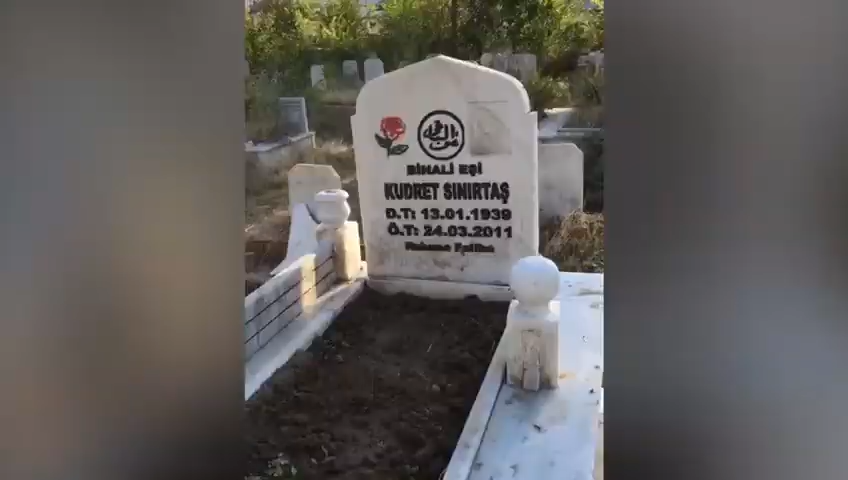 BİNALİ EŞİ
KUDRET SINIRTAŞ
D.T: 13.01.1939
Ö.T: 24.03.2011
Ruhuna Fatiha